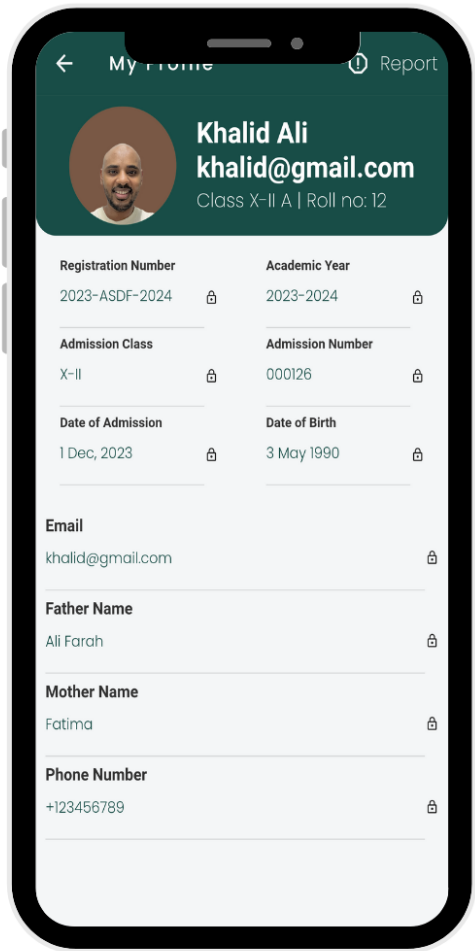 My Profile
Report
Khalid Ali
khalid@gmail.com
Class X-II A | Roll no: 12
Registration Number
Academic Year
2023-ASDF-2024
2023-2024
Admission Class
Admission Number
X-II
000126
Date of Admission
Date of Birth
1 Dec, 2023
3 May 1990
Email
khalid@gmail.com
Father Name
Ali Farah
Mother Name
Fatima
Phone Number
+123456789